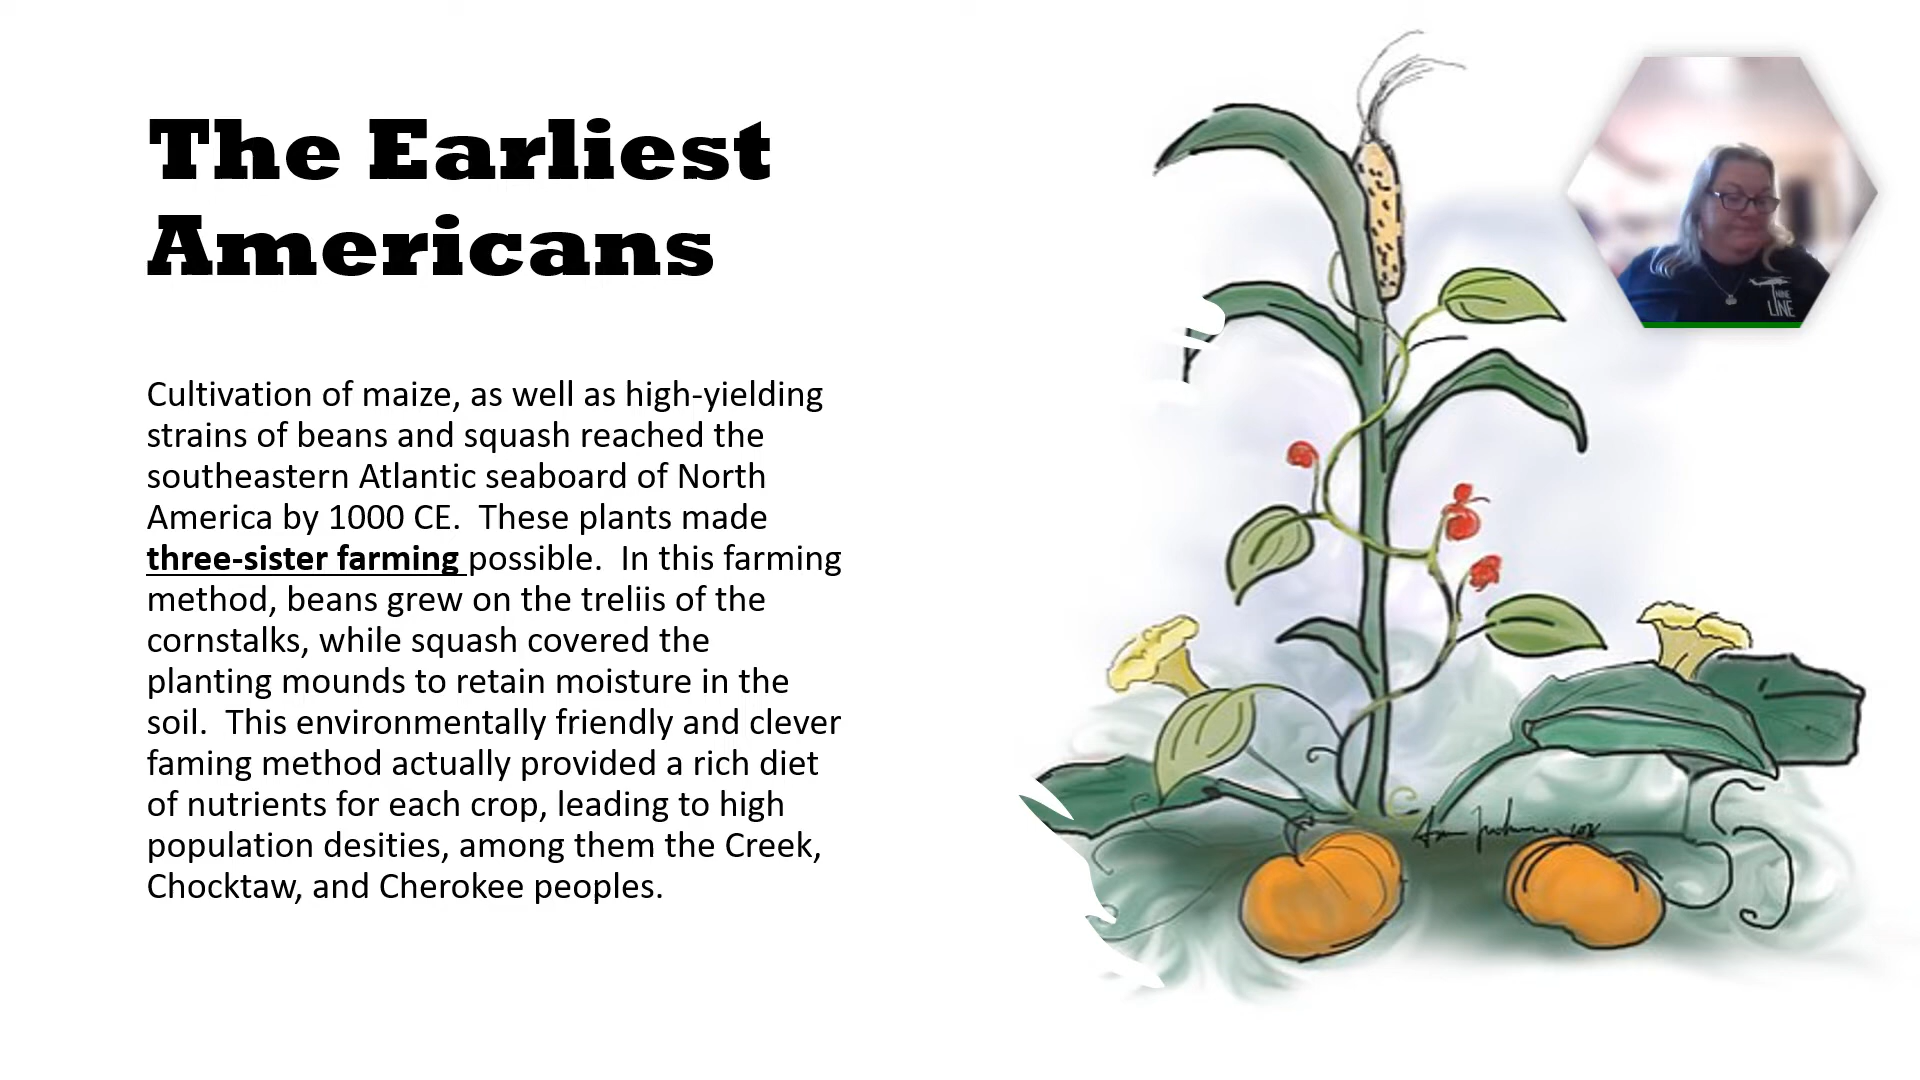 The Earliest
Americans
Cultivation of maize, as well as high-yielding
strains of beans and squash reached the
southeastern Atlantic seaboard of North
America by 1000 CE.  These plants made
three-sister farming possible.  In this farming
method, beans grew on the treliis of the
cornstalks, while squash covered the
planting mounds to retain moisture in the
soil.  This environmentally friendly and clever
faming method actually provided a rich diet
of nutrients for each crop, leading to high
population desities, among them the Creek,
Chocktaw, and Cherokee peoples.
NINE
LINE